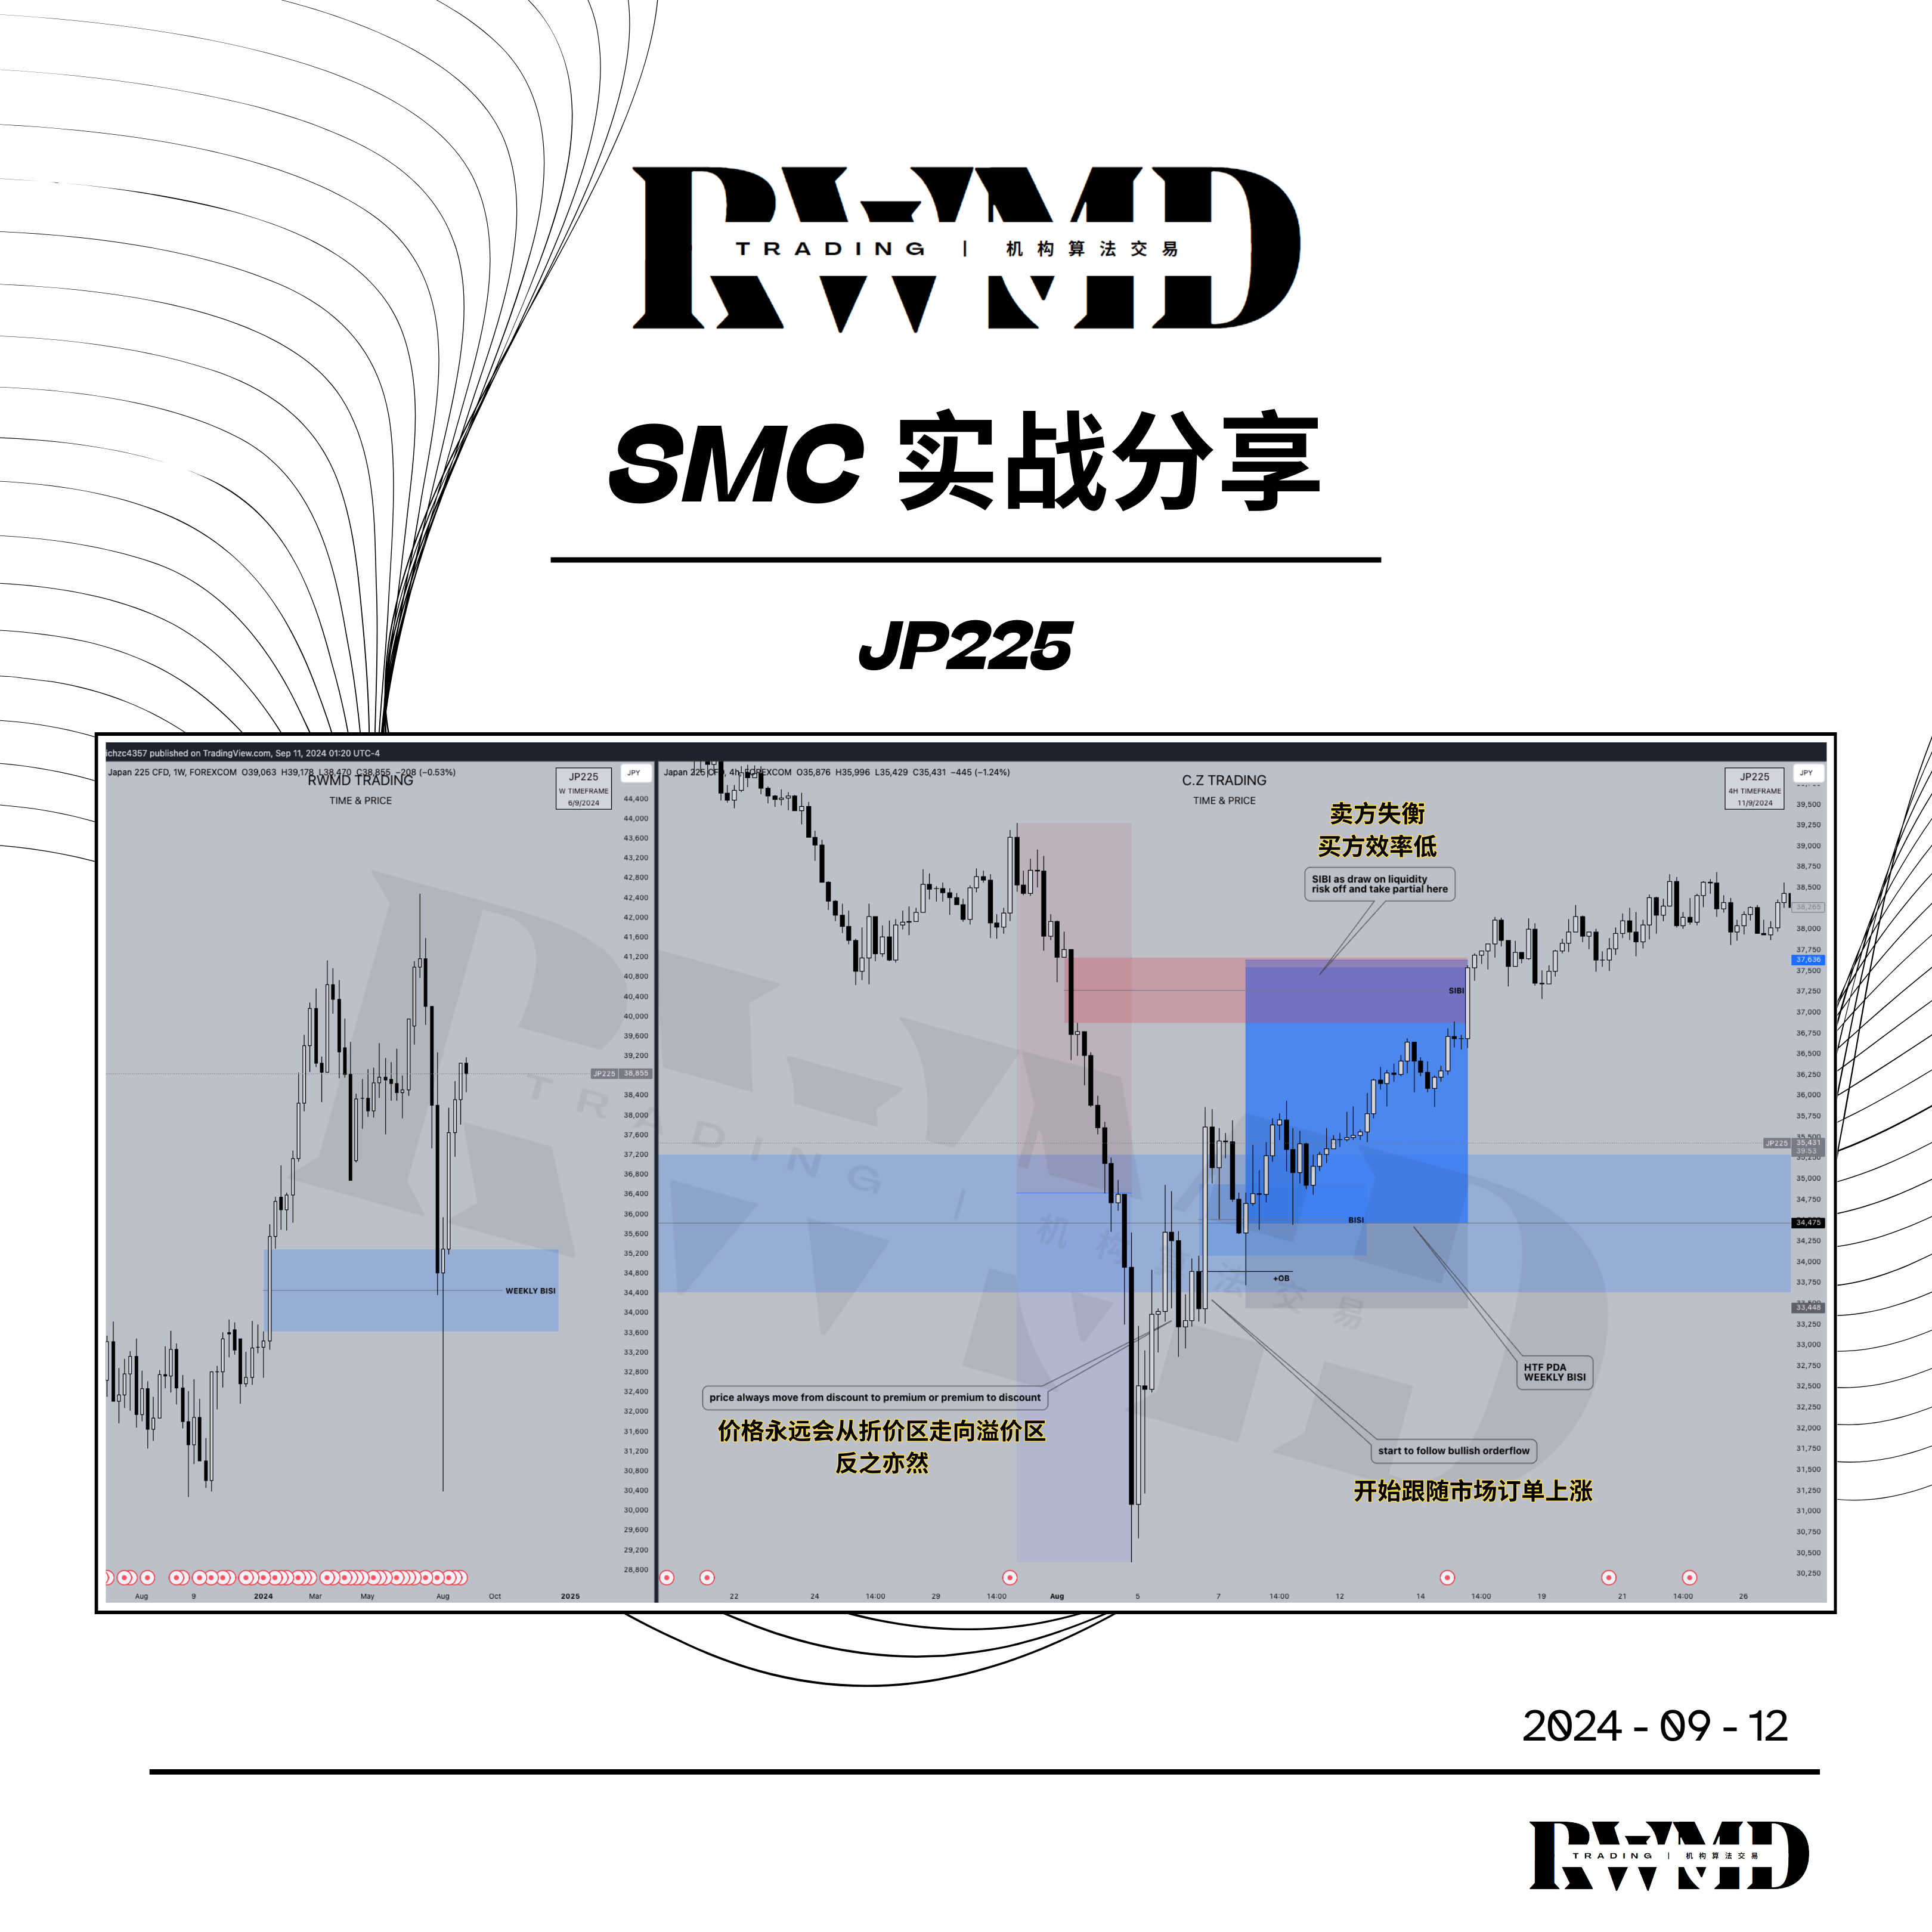 RWMD
TRADING | 机构算法交易
SMC 实战分享
JP225
ichzc4357 published on TradingView.com, Sep 11, 2024 01:20 UTC-4
Japan 225 CFD, 1W, FOREXCOM O39,063 H39,178 L38,470 C38,855 −208 (−0.53%)
RWMD TRADING
TIME & PRICE
JP225
W TIMEFRAME
6/9/2024
JPY
44,400
44,000
43,600
43,200
42,800
42,400
42,000
41,600
41,200
40,800
40,400
40,000
39,600
39,200
JP225 38,855
38,400
38,000
37,600
37,200
36,800
36,400
36,000
35,600
35,200
34,800
34,400
34,000
33,600
33,200
32,800
32,400
32,000
31,600
31,200
30,800
30,400
30,000
29,600
29,200
28,800
WEEKLY BISI
Aug 9 2024 Mar May Aug Oct 2025
Japan 225 CFD, 4h, FOREXCOM O35,876 H35,996 L35,429 C35,431 −445 (−1.24%)
C.Z TRADING
TIME & PRICE
JP225
4H TIMEFRAME
11/9/2024
JPY
卖方失衡
买方效率低
SIBI as draw on liquidity
risk off and take partial here
SIBI
BISI
+OB
HTF PDA
WEEKLY BISI
price always move from discount to premium or premium to discount
价格永远会从折价区走向溢价区
反之亦然
start to follow bullish orderflow
开始跟随市场订单上涨
39,500
39,250
39,000
38,750
38,500
38,265
38,000
37,750
37,636
37,500
37,250
37,000
36,750
36,500
36,250
36,000
35,750
35,500
JP225 35,431
39:53
35,250
35,000
34,750
34,475
34,250
34,000
33,750
33,448
33,250
33,000
32,750
32,500
32,250
32,000
31,750
31,500
31,250
31,000
30,750
30,500
30,250
22 24 14:00 29 14:00 Aug 5 7 14:00 12 14 14:00 19 21 14:00 26
RWMD
TRADING | 机构算法交易
2024 - 09 - 12
RWMD
TRADING | 机构算法交易